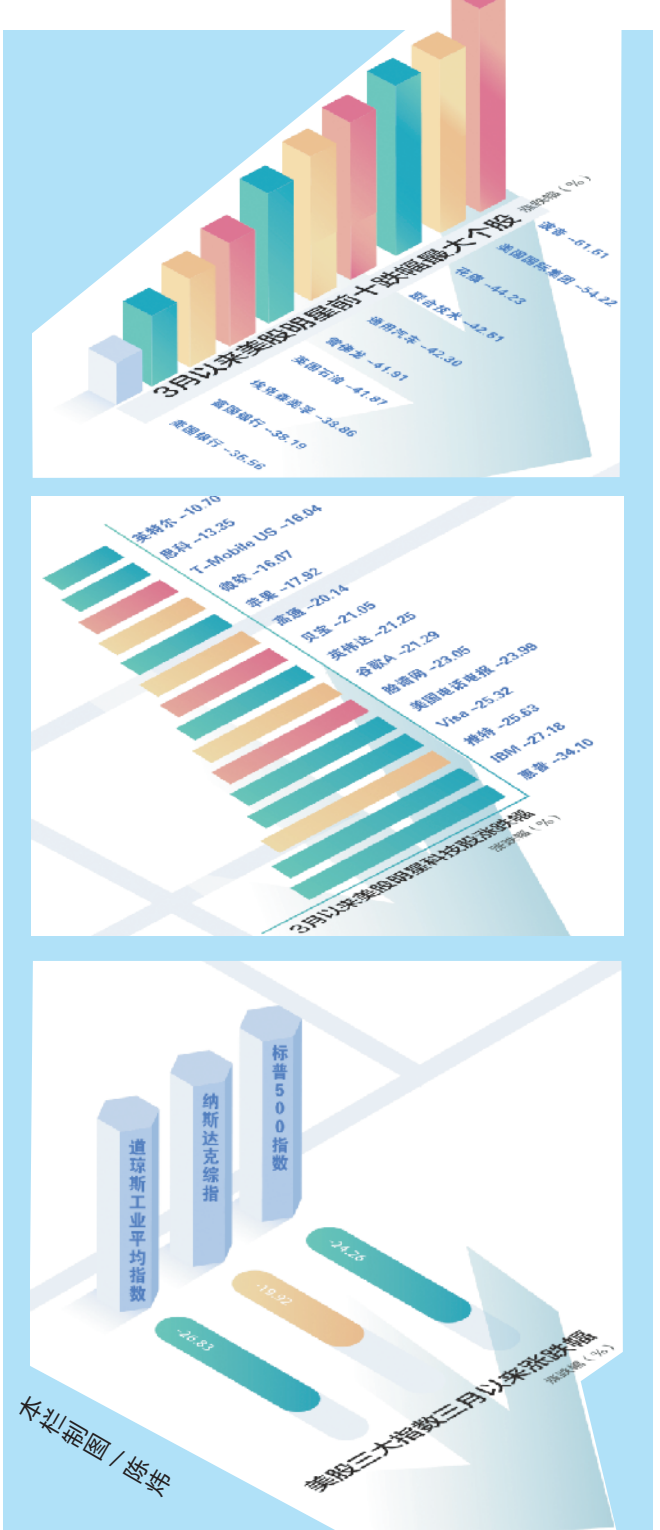 3月以来美股明星前十跌幅最大个股
涨跌幅（%）
波音 -61.61
美国国际集团 -54.22
花旗 -44.23
联合技术 -42.61
通用汽车 -42.30
雷神 -41.91
英国石油 -41.87
埃克森美孚 -38.86
富国银行 -38.19
美国银行 -36.56
英特尔 -10.70
思科 -13.35
T-Mobile US -16.04
微软 -16.07
苹果 -17.92
高通 -20.14
贝宝 -21.05
英伟达 -21.25
谷歌A -21.29
脸谱网 -23.05
美国电话电报 -23.99
Visa -25.32
推特 -25.63
IBM -27.18
惠普 -34.10
3月以来美股明星科技股涨跌幅
涨跌幅（%）
标普500指数
纳斯达克综指
道琼斯工业平均指数
-24.26
-19.92
-26.83
美股三大指数三月以来涨跌幅
涨跌幅（%）
本栏制图/陈炜